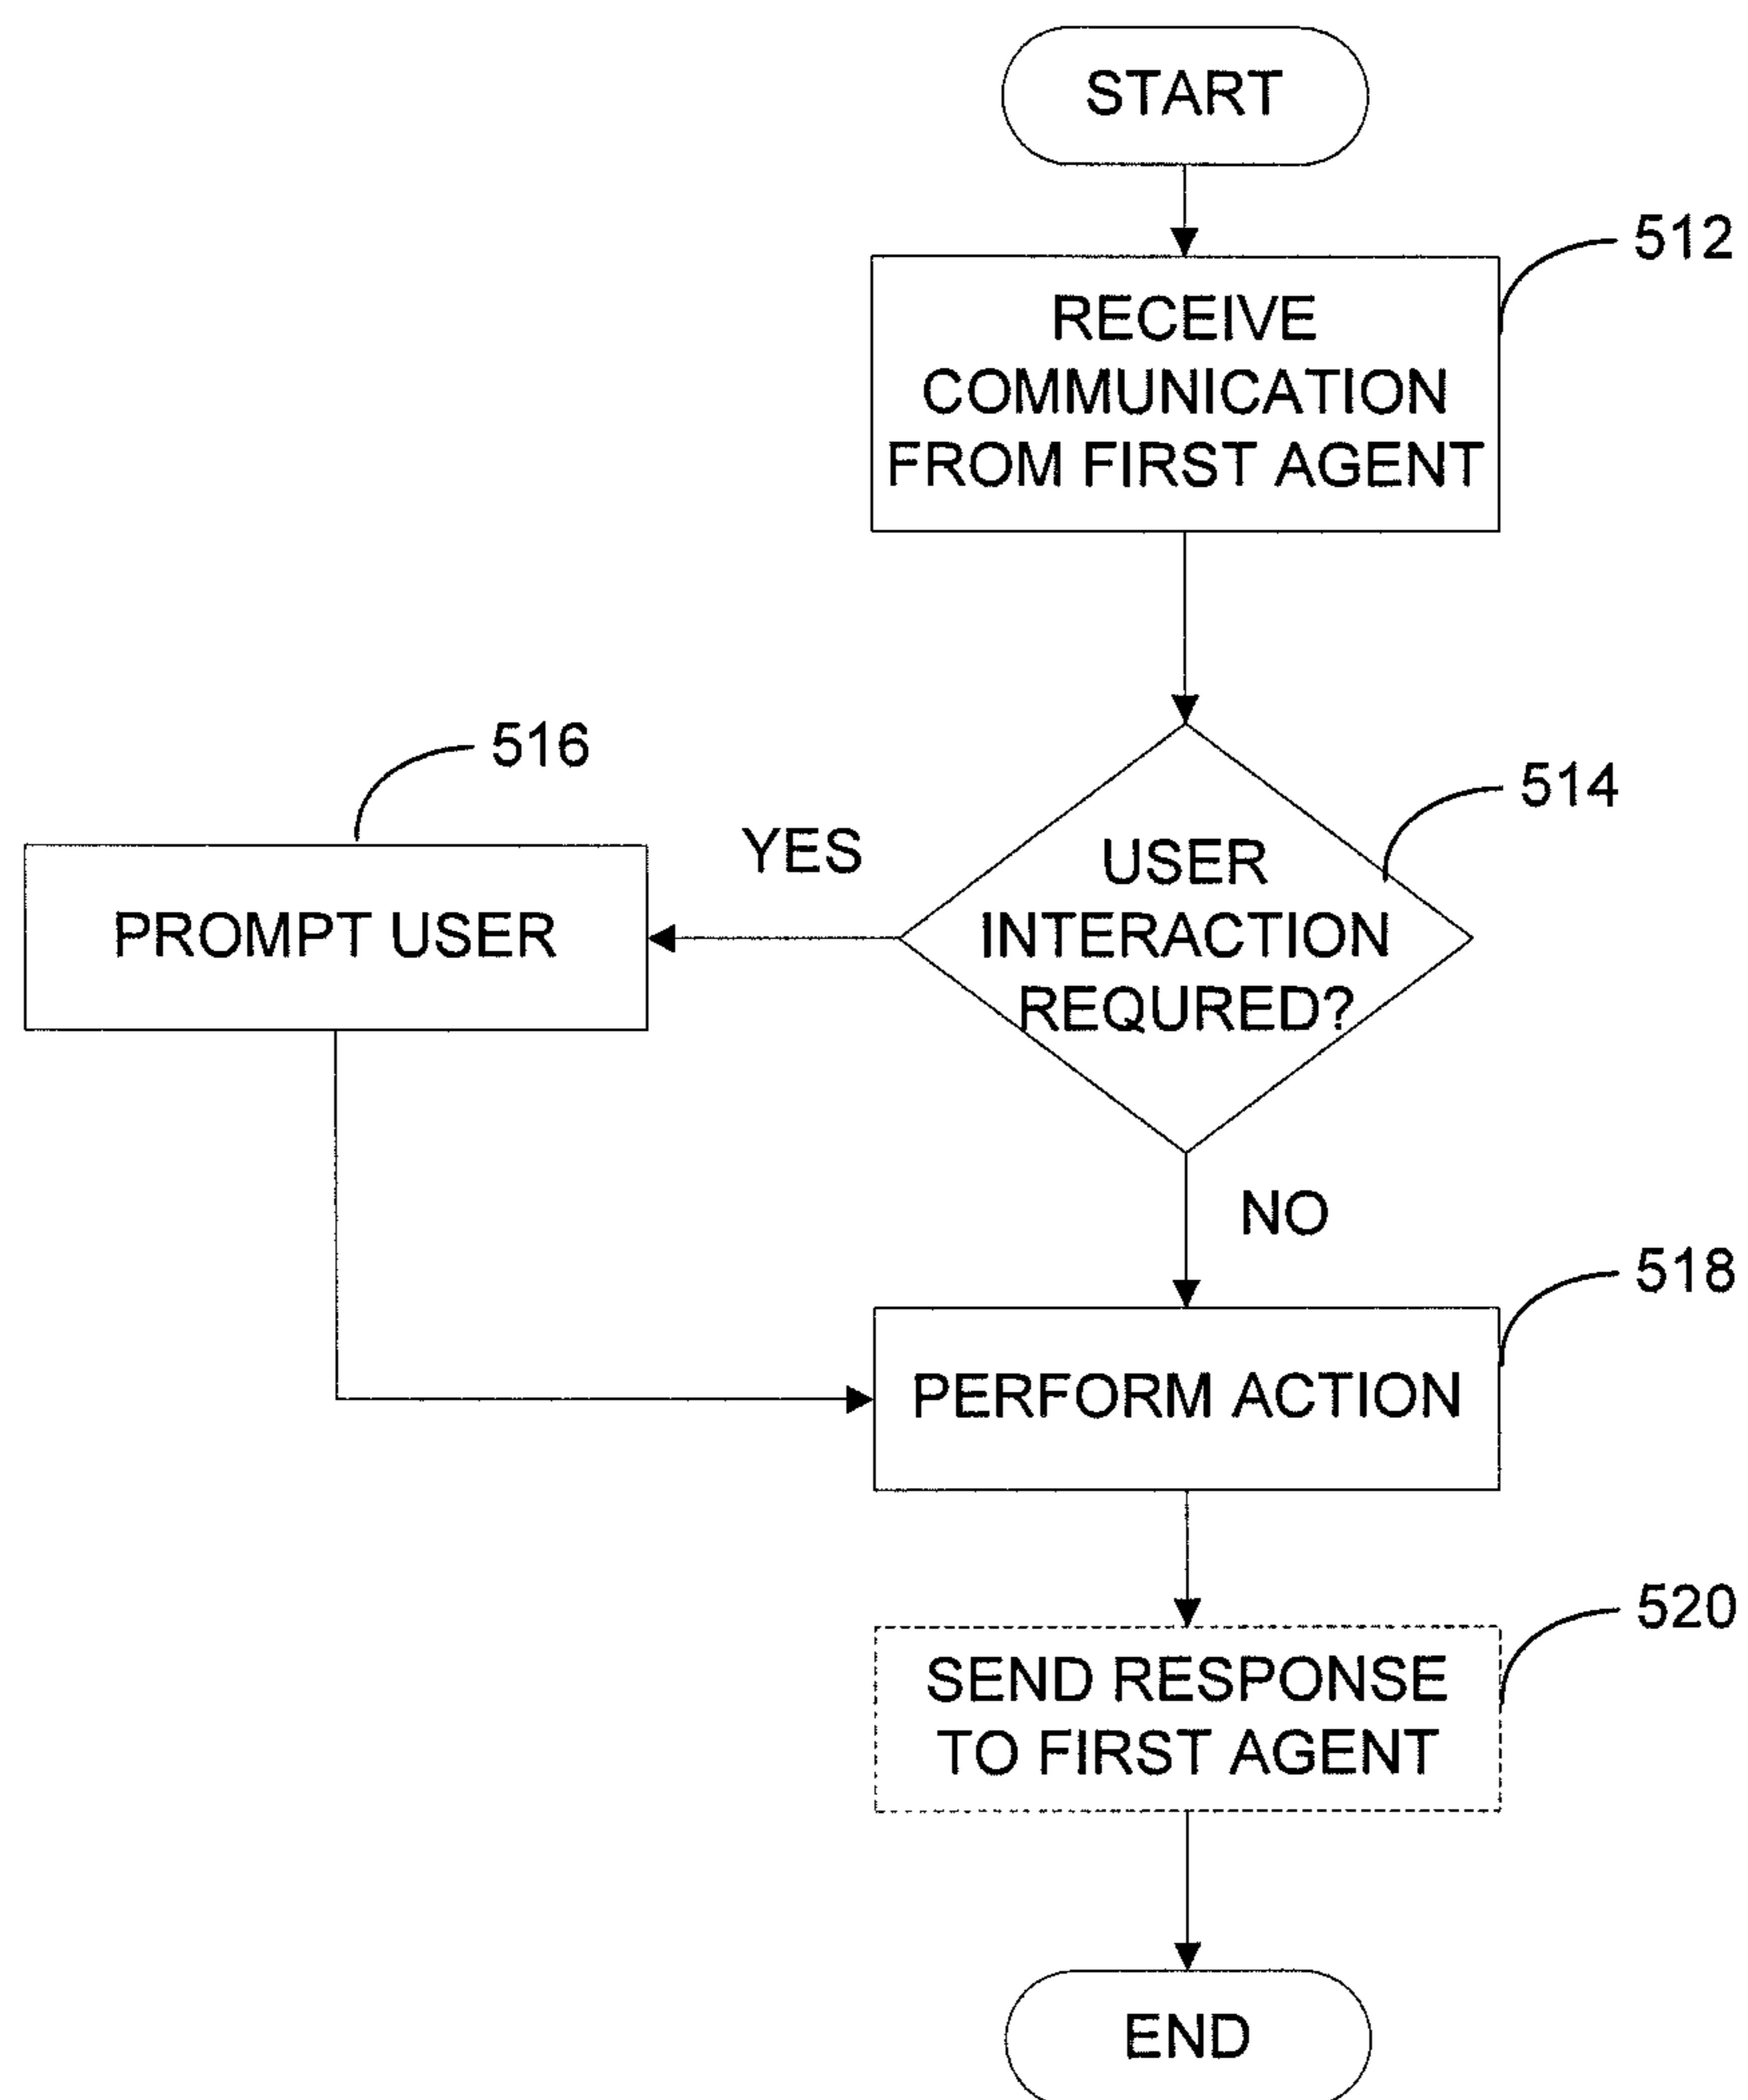 START
512
RECEIVE
COMMUNICATION
FROM FIRST AGENT
516
514
YES
USER
INTERACTION
REQURED?
PROMPT USER
NO
518
PERFORM ACTION
520
SEND RESPONSE
TO FIRST AGENT
END